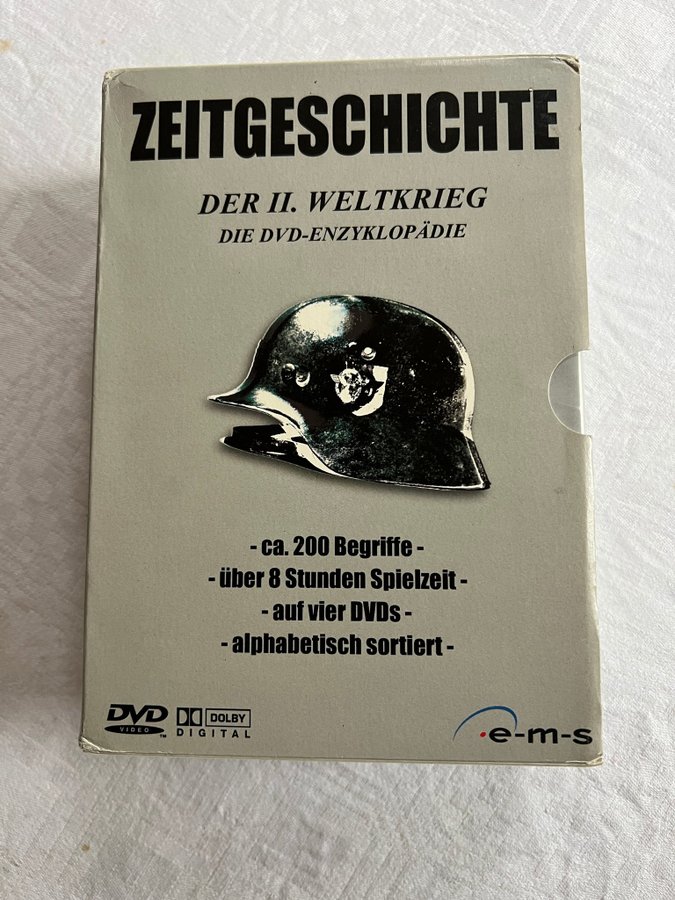 ZEITGESCHICHTE
DER II. WELTKRIEG
DIE DVD-ENZYKLOPÄDIE
- ca. 200 Begriffe -
- über 8 Stunden Spielzeit -
- auf vier DVDs -
- alphabetisch sortiert -
DVD
VIDEO
TM
DOLBY
DIGITAL
e-m-s